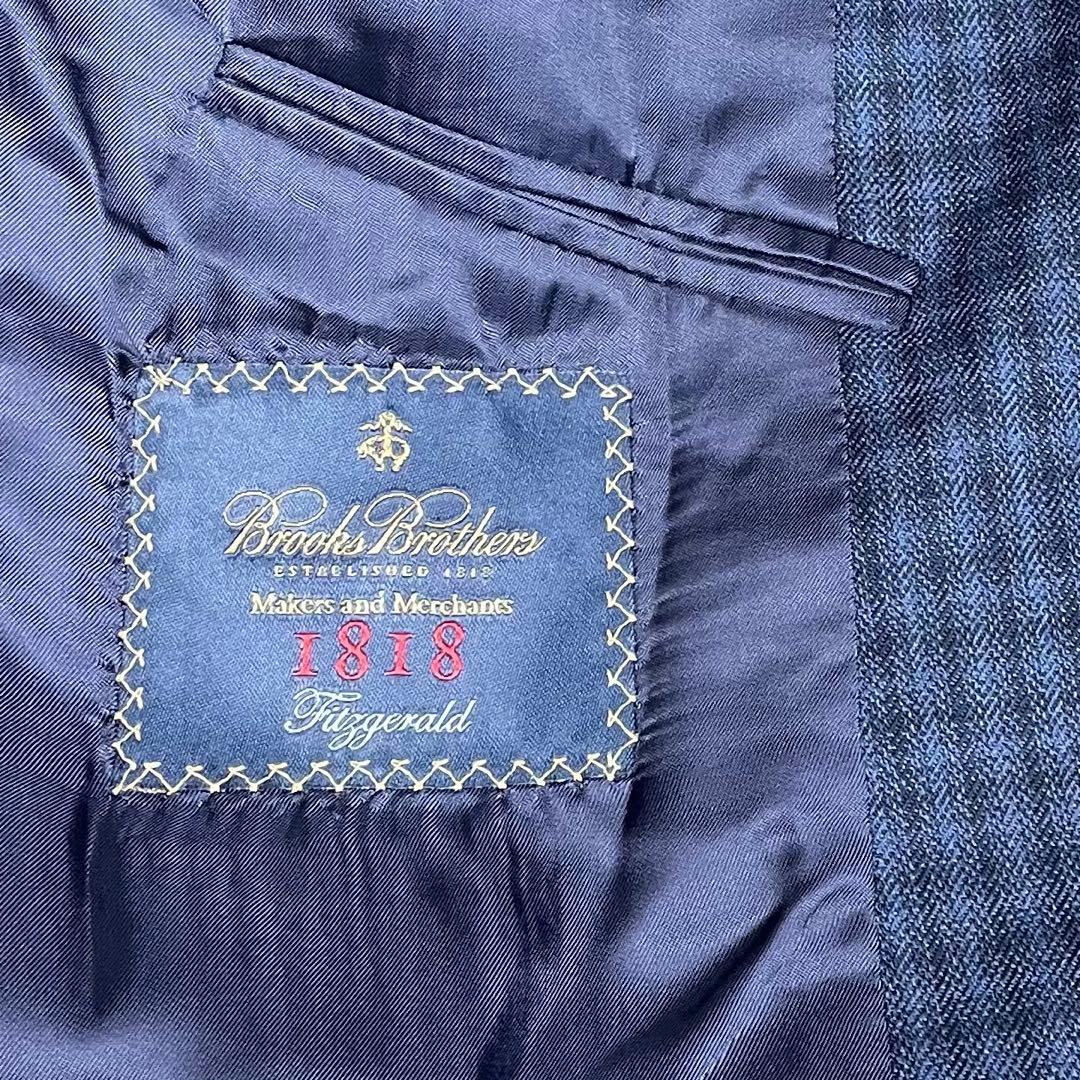 Brooks Brothers
ESTABLISHED 1818
Makers and Merchants
1818
Fitzgerald